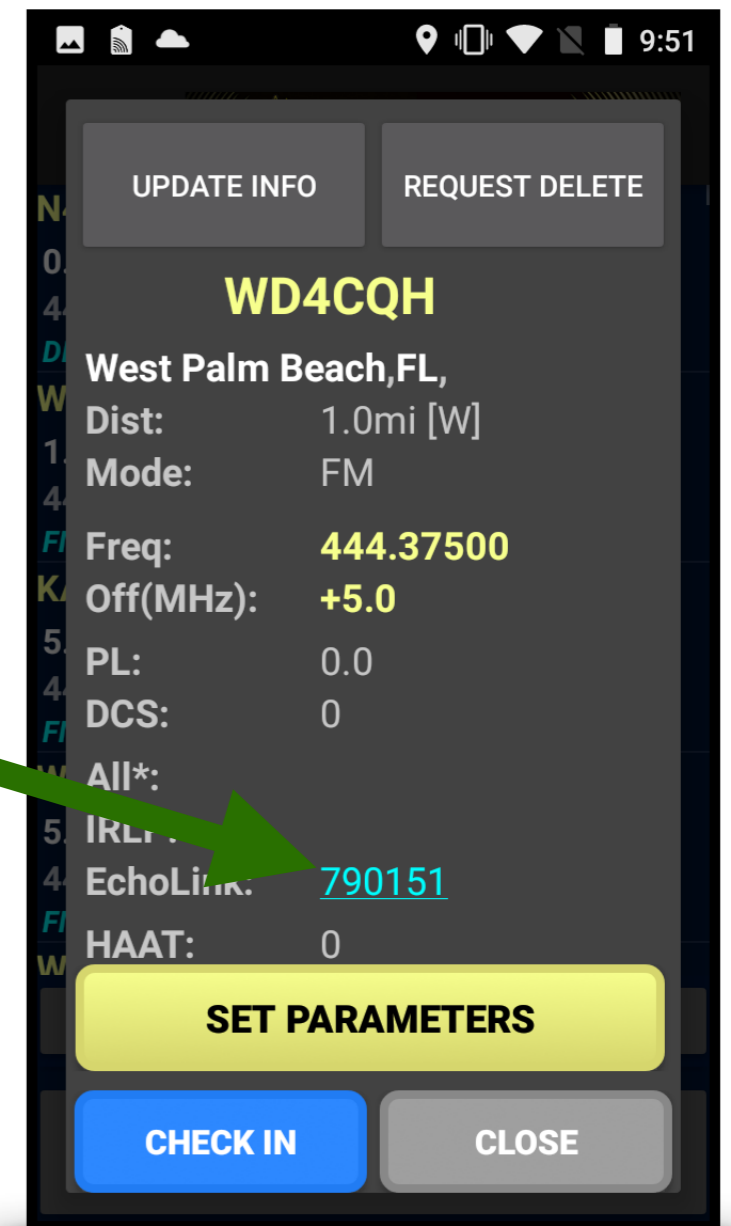 9:51
UPDATE INFO REQUEST DELETE
WD4CQH
West Palm Beach,FL,
Dist: 1.0mi [W]
Mode: FM
Freq: 444.37500
Off(MHz): +5.0
PL: 0.0
DCS: 0
All*:
EchoLink: 790151
HAAT: 0
SET PARAMETERS
CHECK IN CLOSE